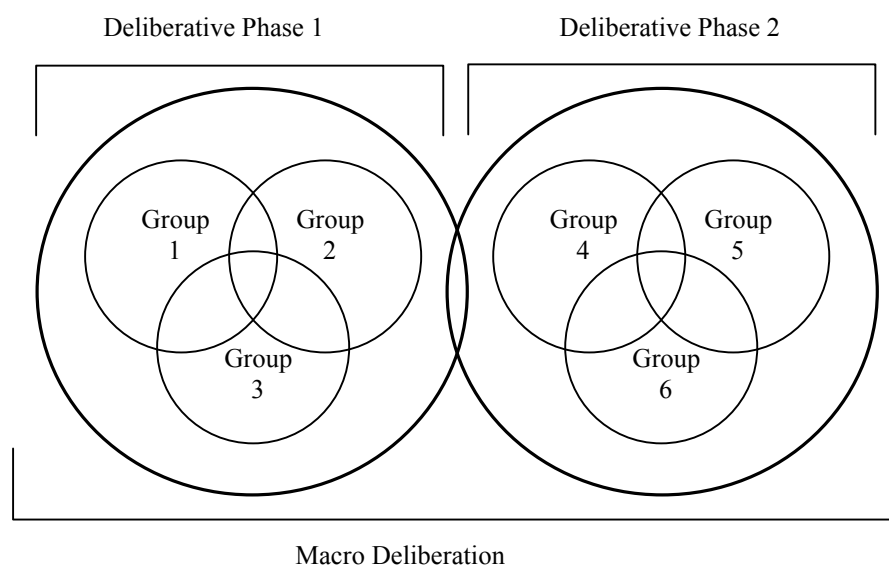 Deliberative Phase 1
Deliberative Phase 2
Group
1
Group
2
Group
3
Group
4
Group
5
Group
6
Macro Deliberation